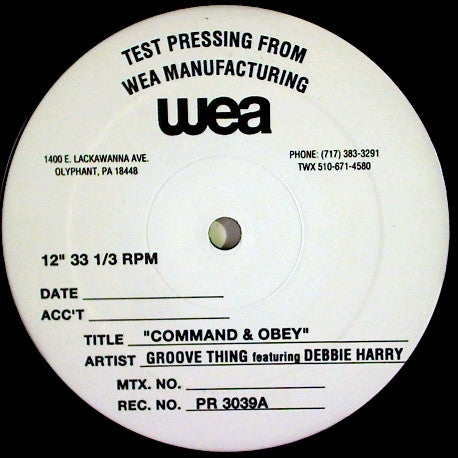 TEST PRESSING FROM
WEA MANUFACTURING
wea
1400 E. LACKAWANNA AVE.
OLYPHANT, PA 18448
PHONE: (717) 383-3291
TWX 510-671-4580
12" 33 1/3 RPM
DATE
ACC'T
TITLE "COMMAND & OBEY"
ARTIST GROOVE THING featuring DEBBIE HARRY
MTX. NO.
REC. NO. PR 3039A